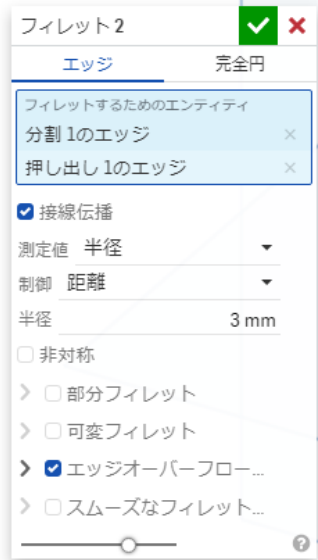 フィレット 2
エッジ 完全円
フィレットするためのエンティティ
分割 1のエッジ
押し出し 1のエッジ
接線伝播
測定値 半径
制御 距離
半径 3 mm
非対称
部分フィレット
可変フィレット
エッジオーバーフロー...
スムーズなフィレット...